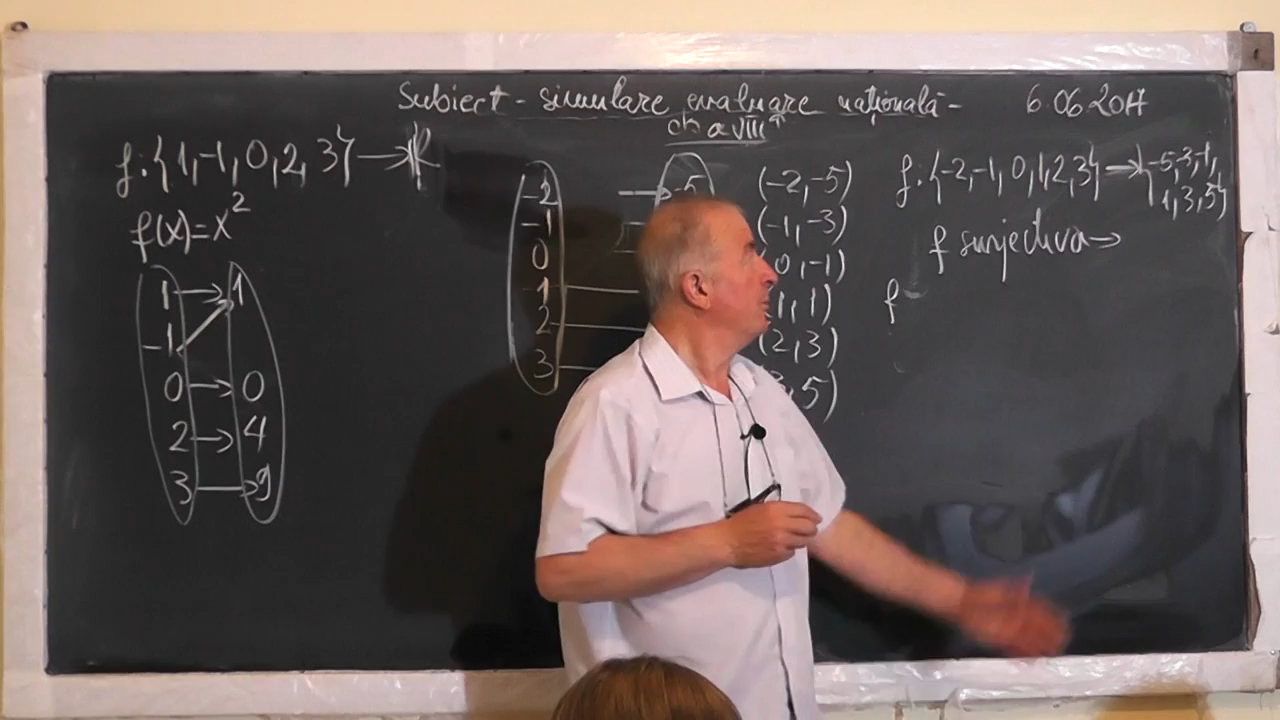 Subiect - simulare evaluare națională - 6.06.2017
cls a VIII a
f:{1,-1,0,2,3}→ℝ
f(x)=x²
1 → 1
-1
0 → 0
2 → 4
3 → 9
-2 → -5
-1
0
1
2
3
(-2,-5)
(-1,-3)
0,-1)
1,1)
(2,3)
,5)
f:{-2,-1,0,1,2,3}→{-5,-3,-1,
1,3,5}
f surjectiva→
f